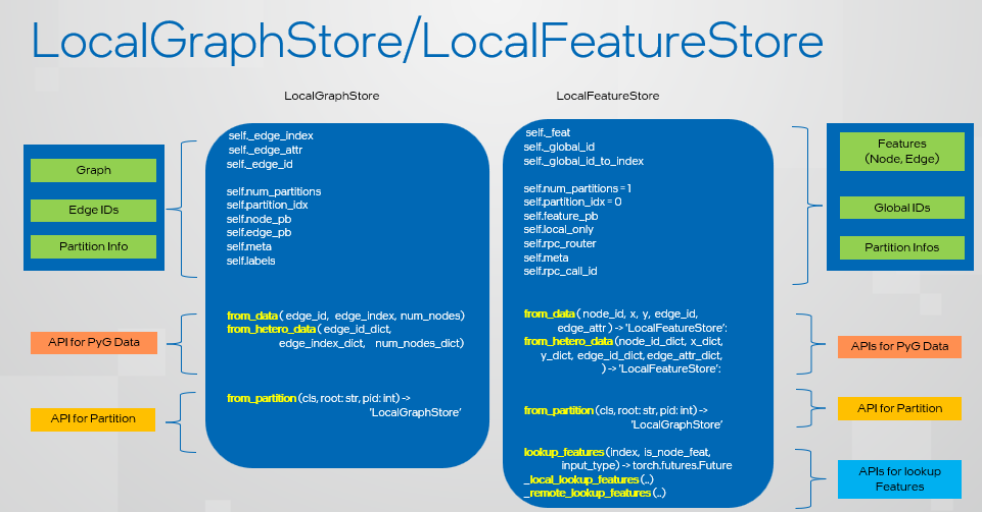 LocalGraphStore/LocalFeatureStore
LocalGraphStore
Graph
Edge IDs
Partition Info
self._edge_index
self._edge_attr
self._edge_id
self.num_partitions
self.partition_idx
self.node_pb
self.edge_pb
self.meta
self.labels
API for PyG Data
from_data ( edge_id, edge_index, num_nodes)
from_hetero_data ( edge_id_dict,
edge_index_dict, num_nodes_dict)
API for Partition
from_partition (cls, root: str, pid: int) ->
'LocalGraphStore'
LocalFeatureStore
self._feat
self._global_id
self._global_id_to_index
self.num_partitions = 1
self.partition_idx = 0
self.feature_pb
self.local_only
self.rpc_router
self.meta
self.rpc_call_id
Features
(Node, Edge)
Global IDs
Partition Infos
from_data ( node_id, x, y, edge_id,
edge_attr ) -> 'LocalFeatureStore':
from_hetero_data (node_id_dict, x_dict,
y_dict, edge_id_dict, edge_attr_dict,
) -> 'LocalFeatureStore':
APIs for PyG Data
from_partition (cls, root: str, pid: int) ->
'LocalGraphStore'
API for Partition
lookup_features (index, is_node_feat,
input_type) -> torch.futures.Future
_local_lookup_features (..)
_remote_lookup_features (..)
APIs for lookup
Features